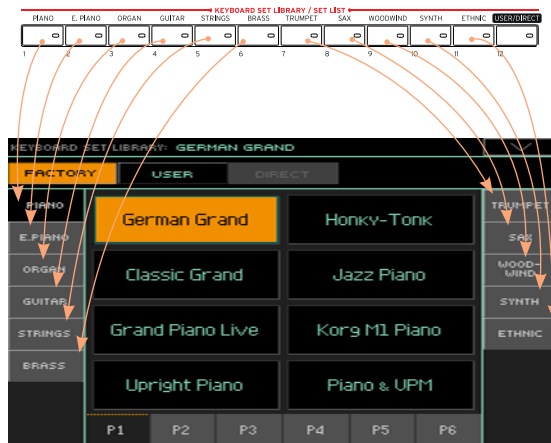 KEYBOARD SET LIBRARY / SET LIST
PIANO E.PIANO ORGAN GUITAR STRINGS BRASS TRUMPET SAX WOODWIND SYNTH ETHNIC USER/DIRECT
1 2 3 4 5 6 7 8 9 10 11 12
KEYBOARD SET LIBRARY: GERMAN GRAND
FACTORY USER DIRECT
PIANO German Grand Honky-Tonk TRUMPET
E.PIANO SAX
ORGAN Classic Grand Jazz Piano WOOD-
WIND
GUITAR SYNTH
STRINGS Grand Piano Live Korg M1 Piano ETHNIC
BRASS Upright Piano Piano & UPM
P1 P2 P3 P4 P5 P6